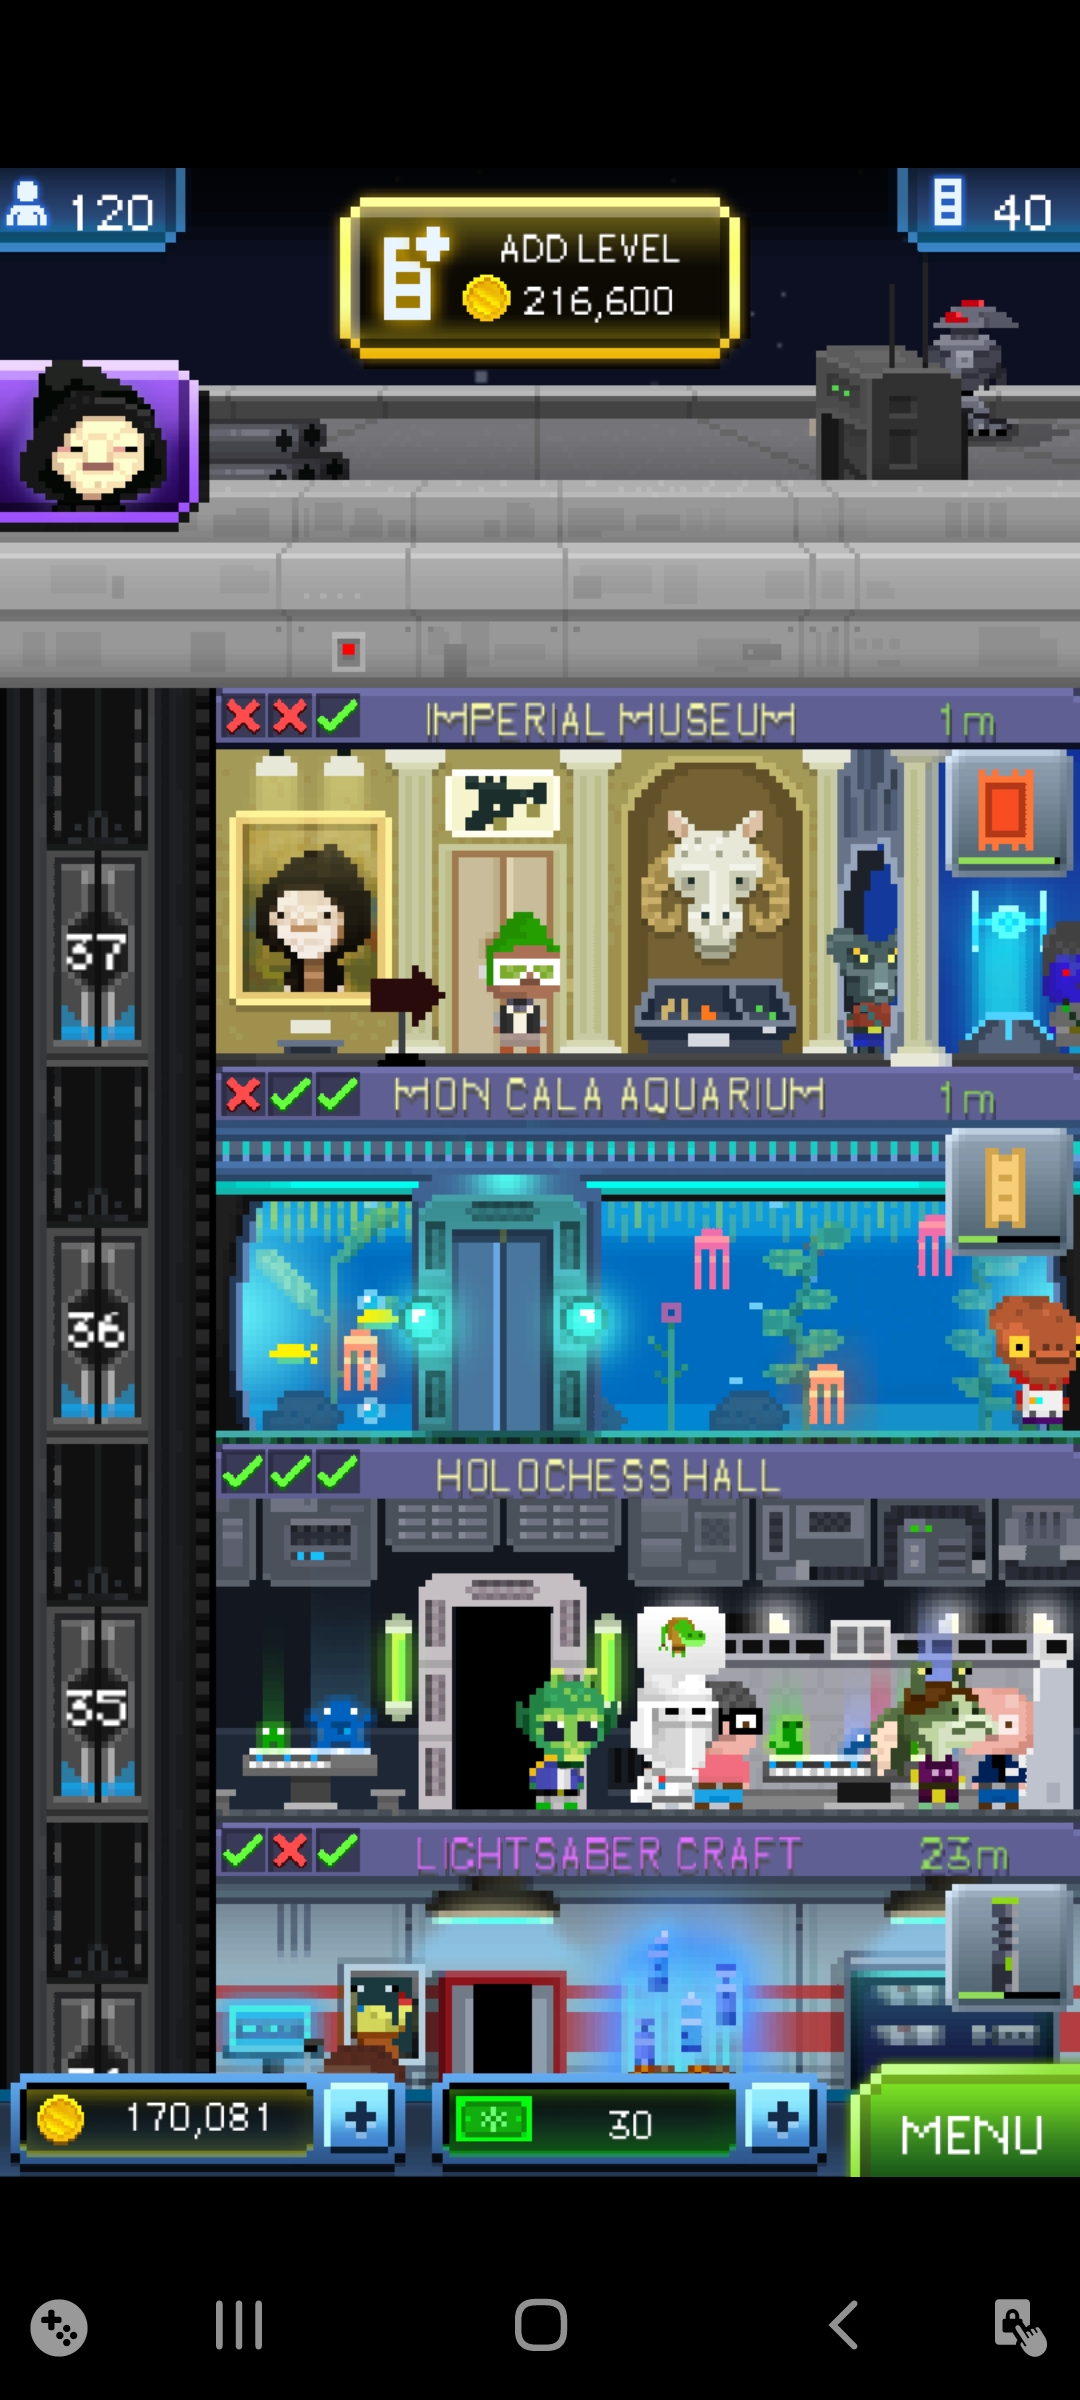 120
ADD LEVEL
216,600
40
IMPERIAL MUSEUM 1m
37
MON CALA AQUARIUM 1m
36
HOLOCHESS HALL
35
LIGHTSABER CRAFT 23m
170,081
30
MENU